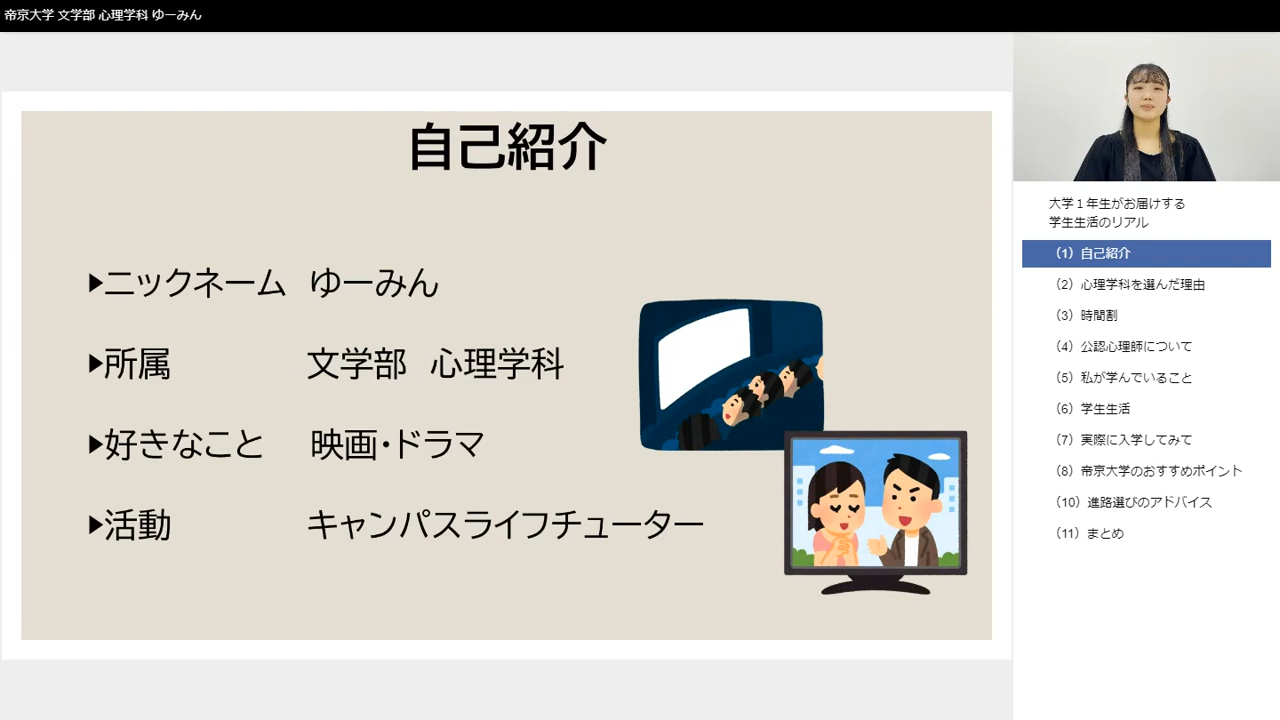 帝京大学 文学部 心理学科 ゆーみん
自己紹介
▶ニックネーム ゆーみん
▶所属 文学部 心理学科
▶好きなこと 映画・ドラマ
▶活動 キャンパスライフチューター
大学１年生がお届けする
学生生活のリアル
（1）自己紹介
（2）心理学科を選んだ理由
（3）時間割
（4）公認心理師について
（5）私が学んでいること
（6）学生生活
（7）実際に入学してみて
（8）帝京大学のおすすめポイント
（10）進路選びのアドバイス
（11）まとめ